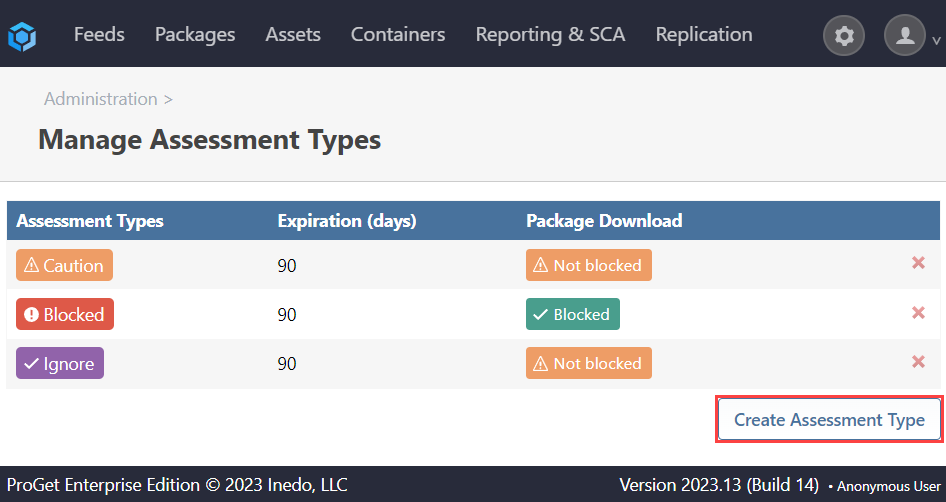 Feeds Packages Assets Containers Reporting & SCA Replication
Administration >
Manage Assessment Types
Assessment Types Expiration (days) Package Download
Caution 90 Not blocked
Blocked 90 Blocked
Ignore 90 Not blocked
Create Assessment Type
ProGet Enterprise Edition © 2023 Inedo, LLC Version 2023.13 (Build 14) • Anonymous User